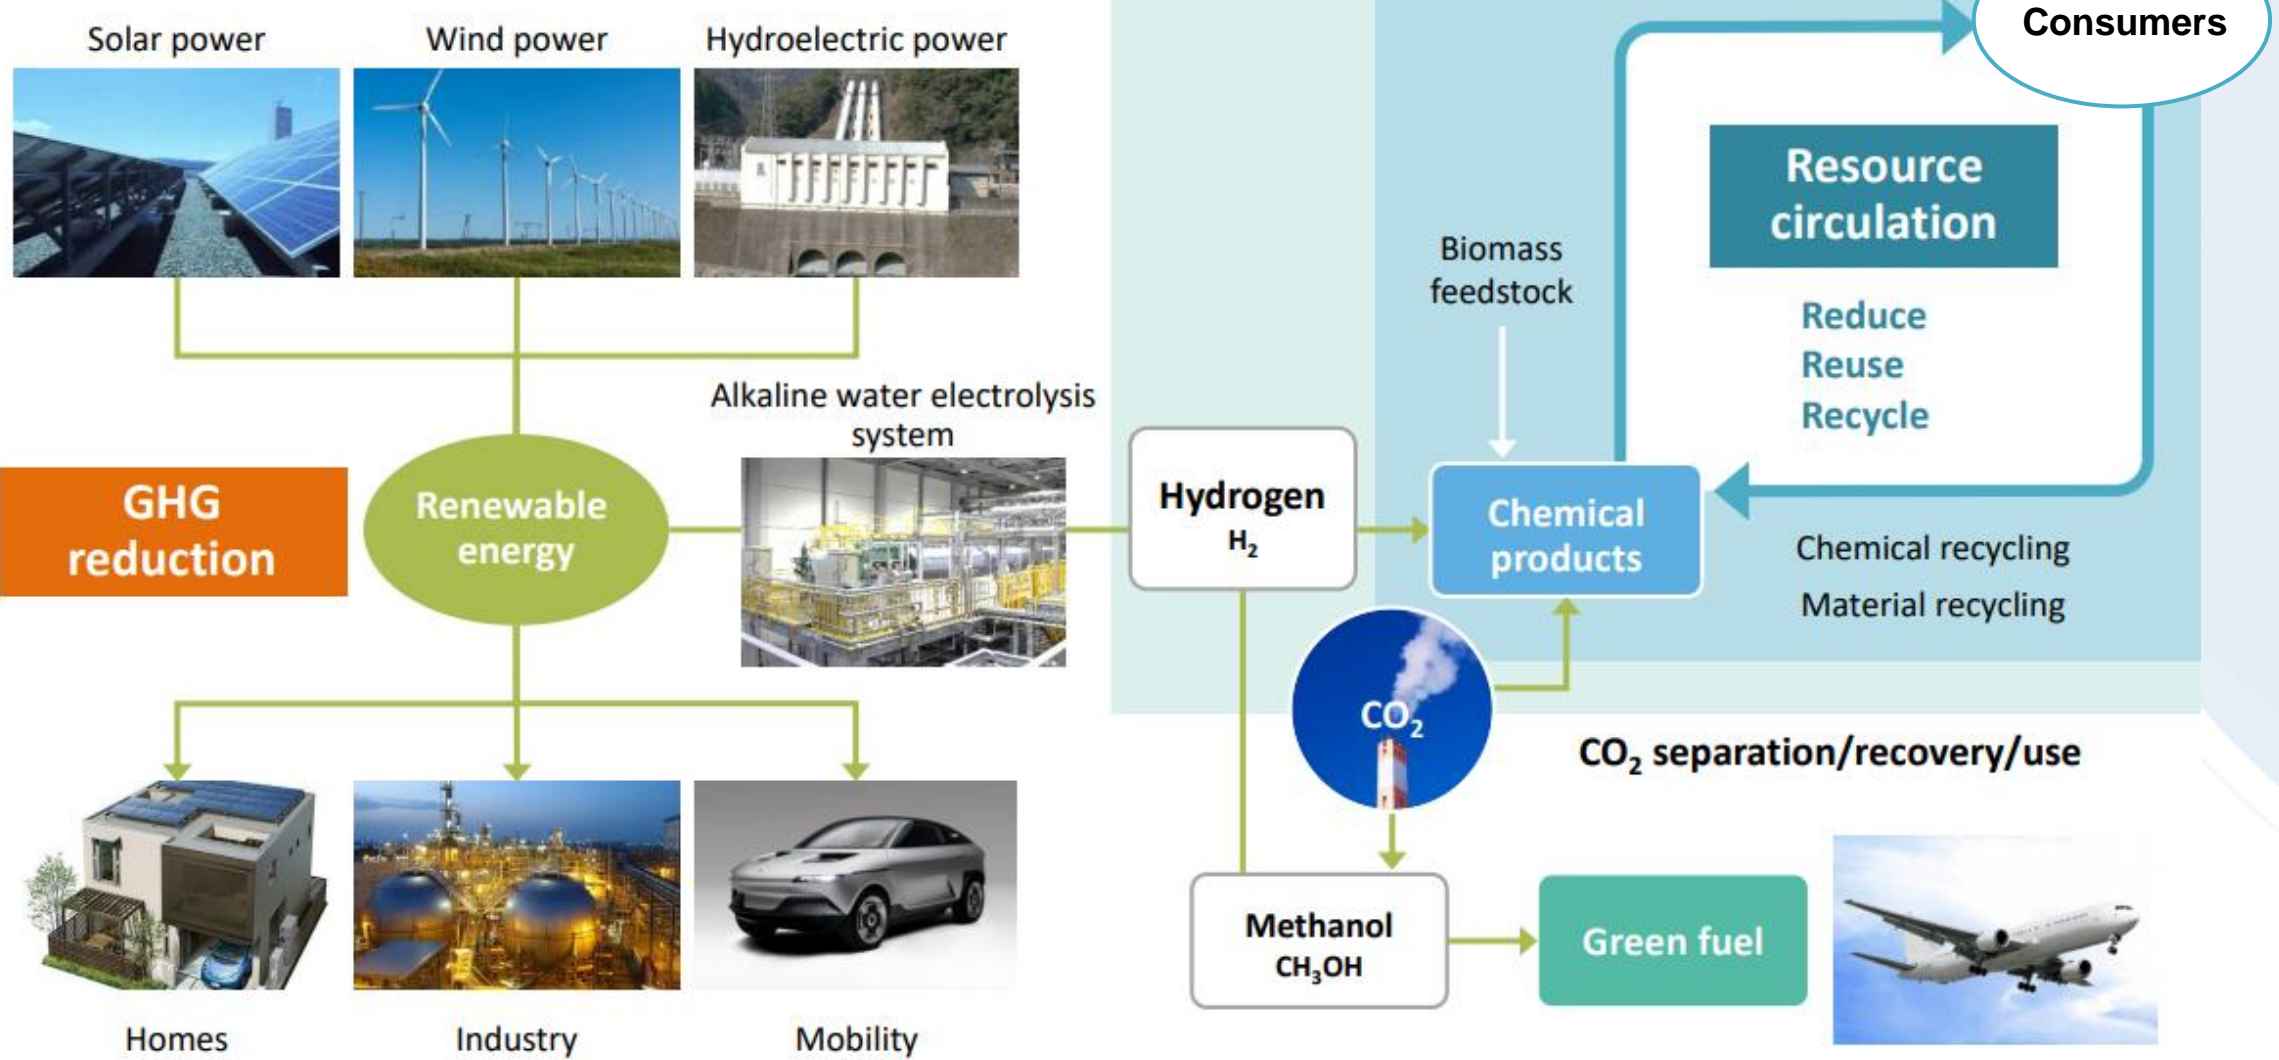 Solar power
Wind power
Hydroelectric power
Consumers
Resource
circulation
Reduce
Reuse
Recycle
Biomass
feedstock
Alkaline water electrolysis
system
GHG
reduction
Renewable
energy
Hydrogen
H₂
Chemical
products
Chemical recycling
Material recycling
CO₂
CO₂ separation/recovery/use
Methanol
CH₃OH
Green fuel
Homes
Industry
Mobility